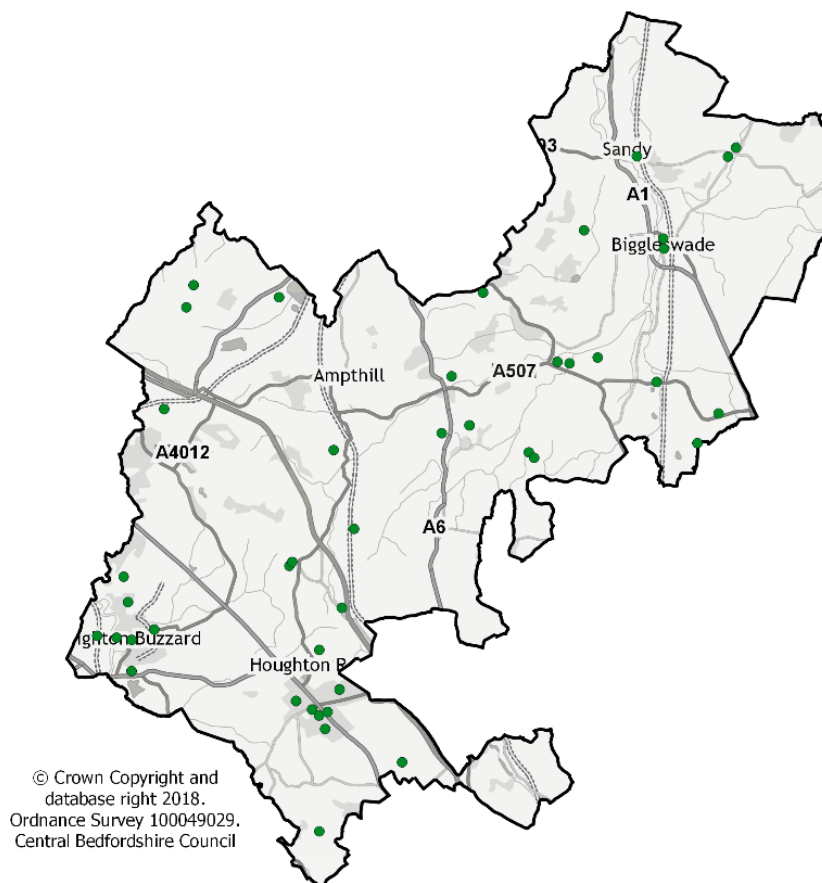 03
Sandy
A1
Biggleswade
Ampthill
A507
A4012
A6
ighton Buzzard
Houghton R
© Crown Copyright and
database right 2018.
Ordnance Survey 100049029.
Central Bedfordshire Council